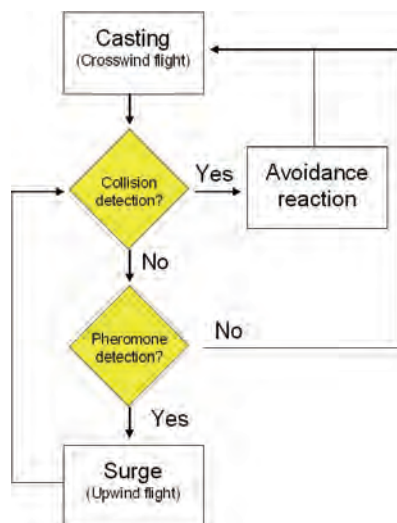 Casting
(Crosswind flight)
Collision
detection?
Yes
Avoidance
reaction
No
Pheromone
detection?
No
Yes
Surge
(Upwind flight)